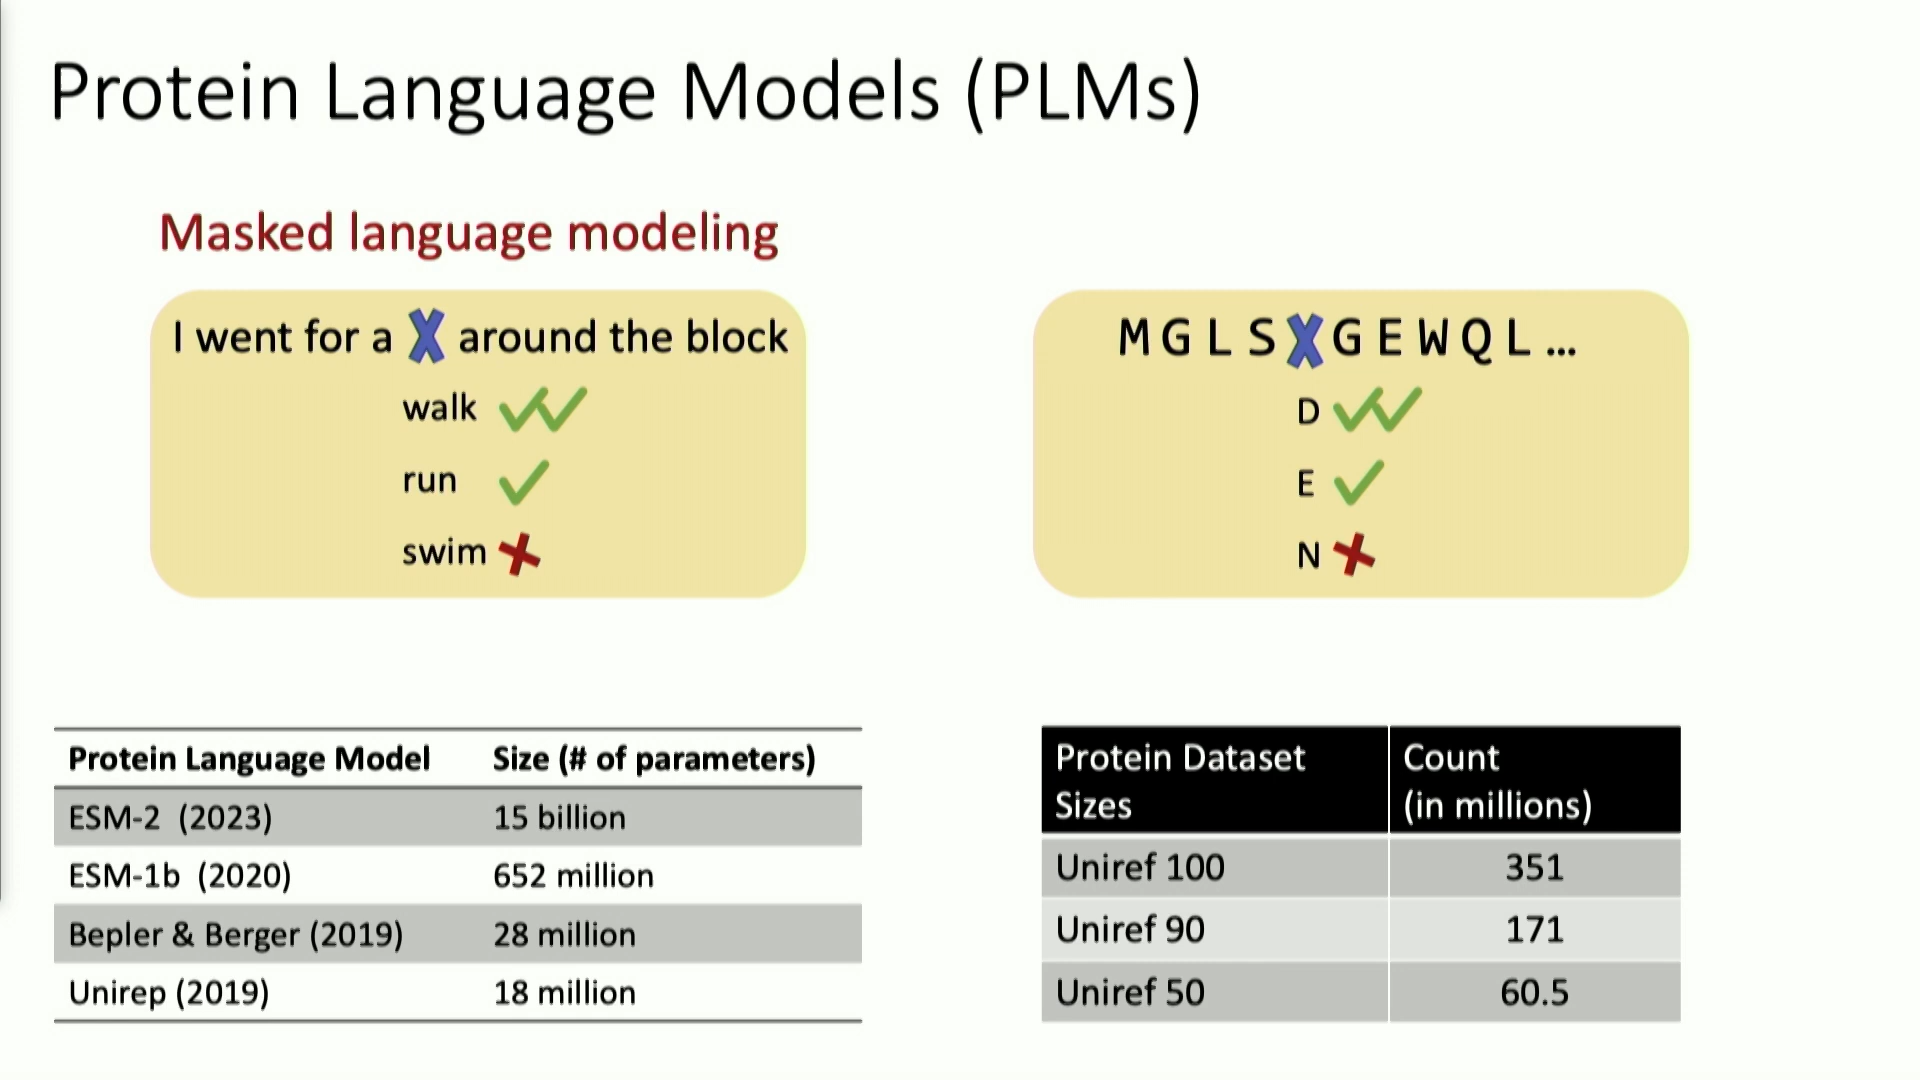 Protein Language Models (PLMs)
Masked language modeling
I went for a X around the block
walk
run
swim
M G L S X G E W Q L ...
D
E
N
Protein Language Model Size (# of parameters)
ESM-2 (2023) 15 billion
ESM-1b (2020) 652 million
Bepler & Berger (2019) 28 million
Unirep (2019) 18 million
Protein Dataset Sizes Count (in millions)
Uniref 100 351
Uniref 90 171
Uniref 50 60.5